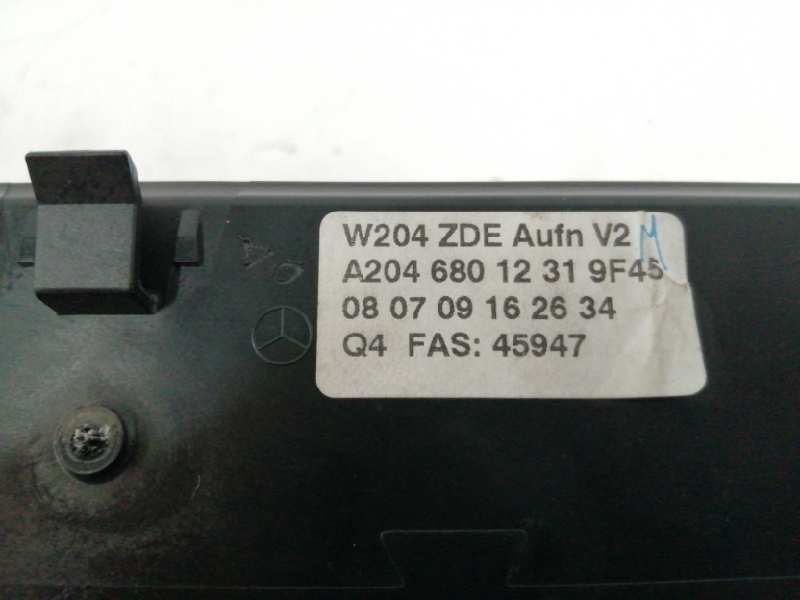 W204 ZDE Aufn V2
A204 680 12 31 9F45
08 07 09 16 26 34
Q4 FAS: 45947